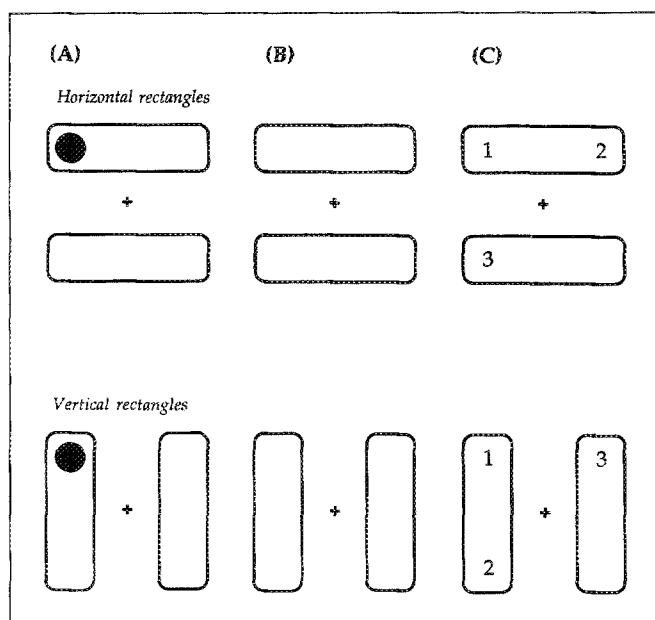 (A) (B) (C)
Horizontal rectangles
1 2
+ + +
3
Vertical rectangles
1 3
+ + +
2